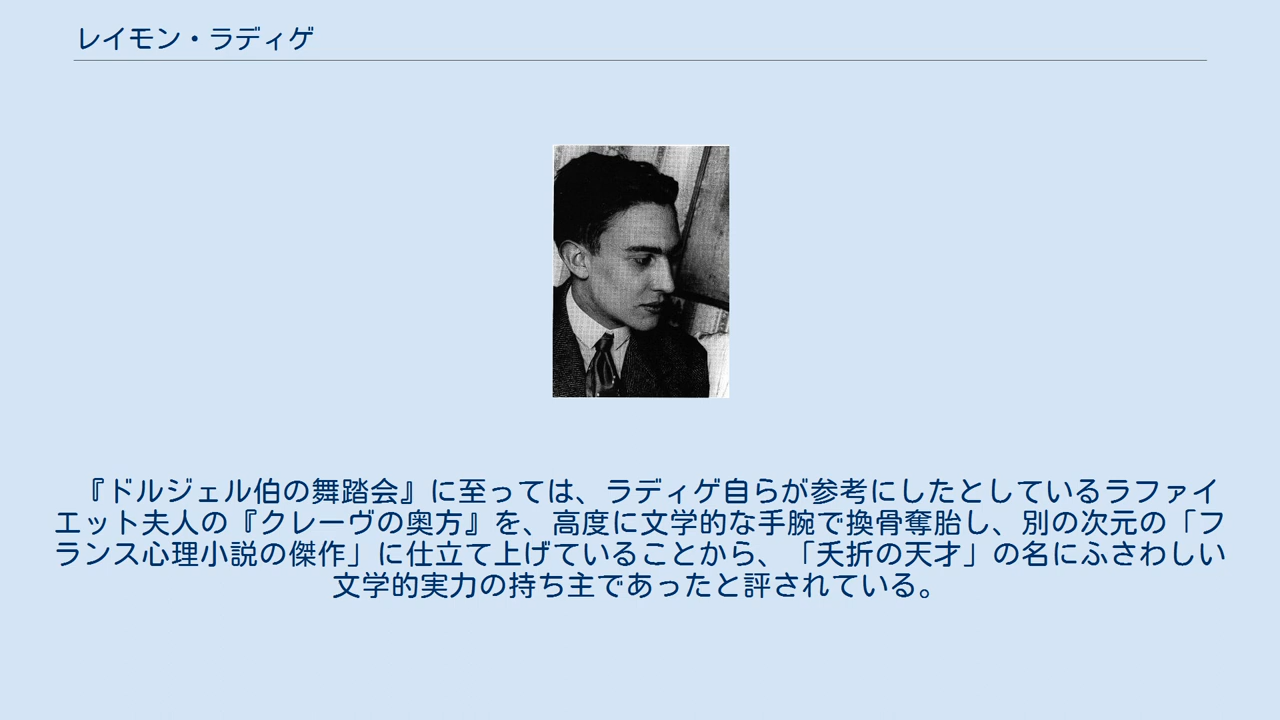 レイモン・ラディゲ
『ドルジェル伯の舞踏会』に至っては、ラディゲ自らが参考にしたとしているラファイ
エット夫人の『クレーヴの奥方』を、高度に文学的な手腕で換骨奪胎し、別の次元の「フ
ランス心理小説の傑作」に仕立て上げていることから、「夭折の天才」の名にふさわしい
文学的実力の持ち主であったと評されている。